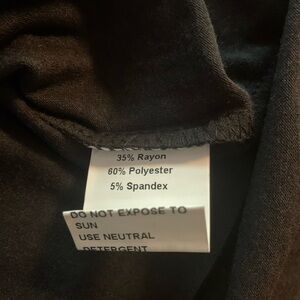 35% Rayon
60% Polyester
5% Spandex
DO NOT EXPOSE TO
SUN
USE NEUTRAL
DETERGENT